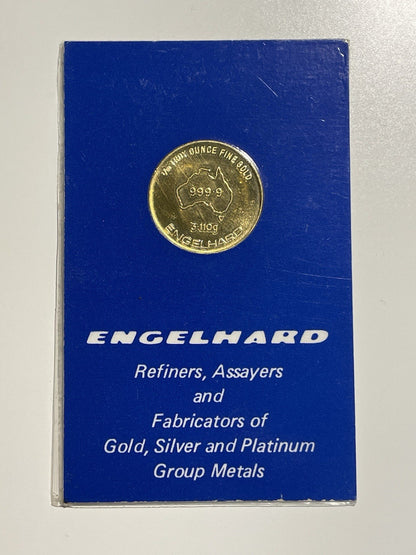 1/10 TROY OUNCE FINE GOLD
999·9
3·110g
ENGELHARD
ENGELHARD
Refiners, Assayers
and
Fabricators of
Gold, Silver and Platinum
Group Metals